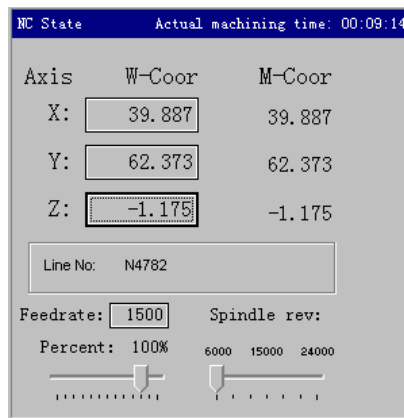 NC State Actual machining time: 00:09:14
Axis W-Coor M-Coor
X: 39.887 39.887
Y: 62.373 62.373
Z: -1.175 -1.175
Line No: N4782
Feedrate: 1500 Spindle rev:
Percent: 100% 6000 15000 24000